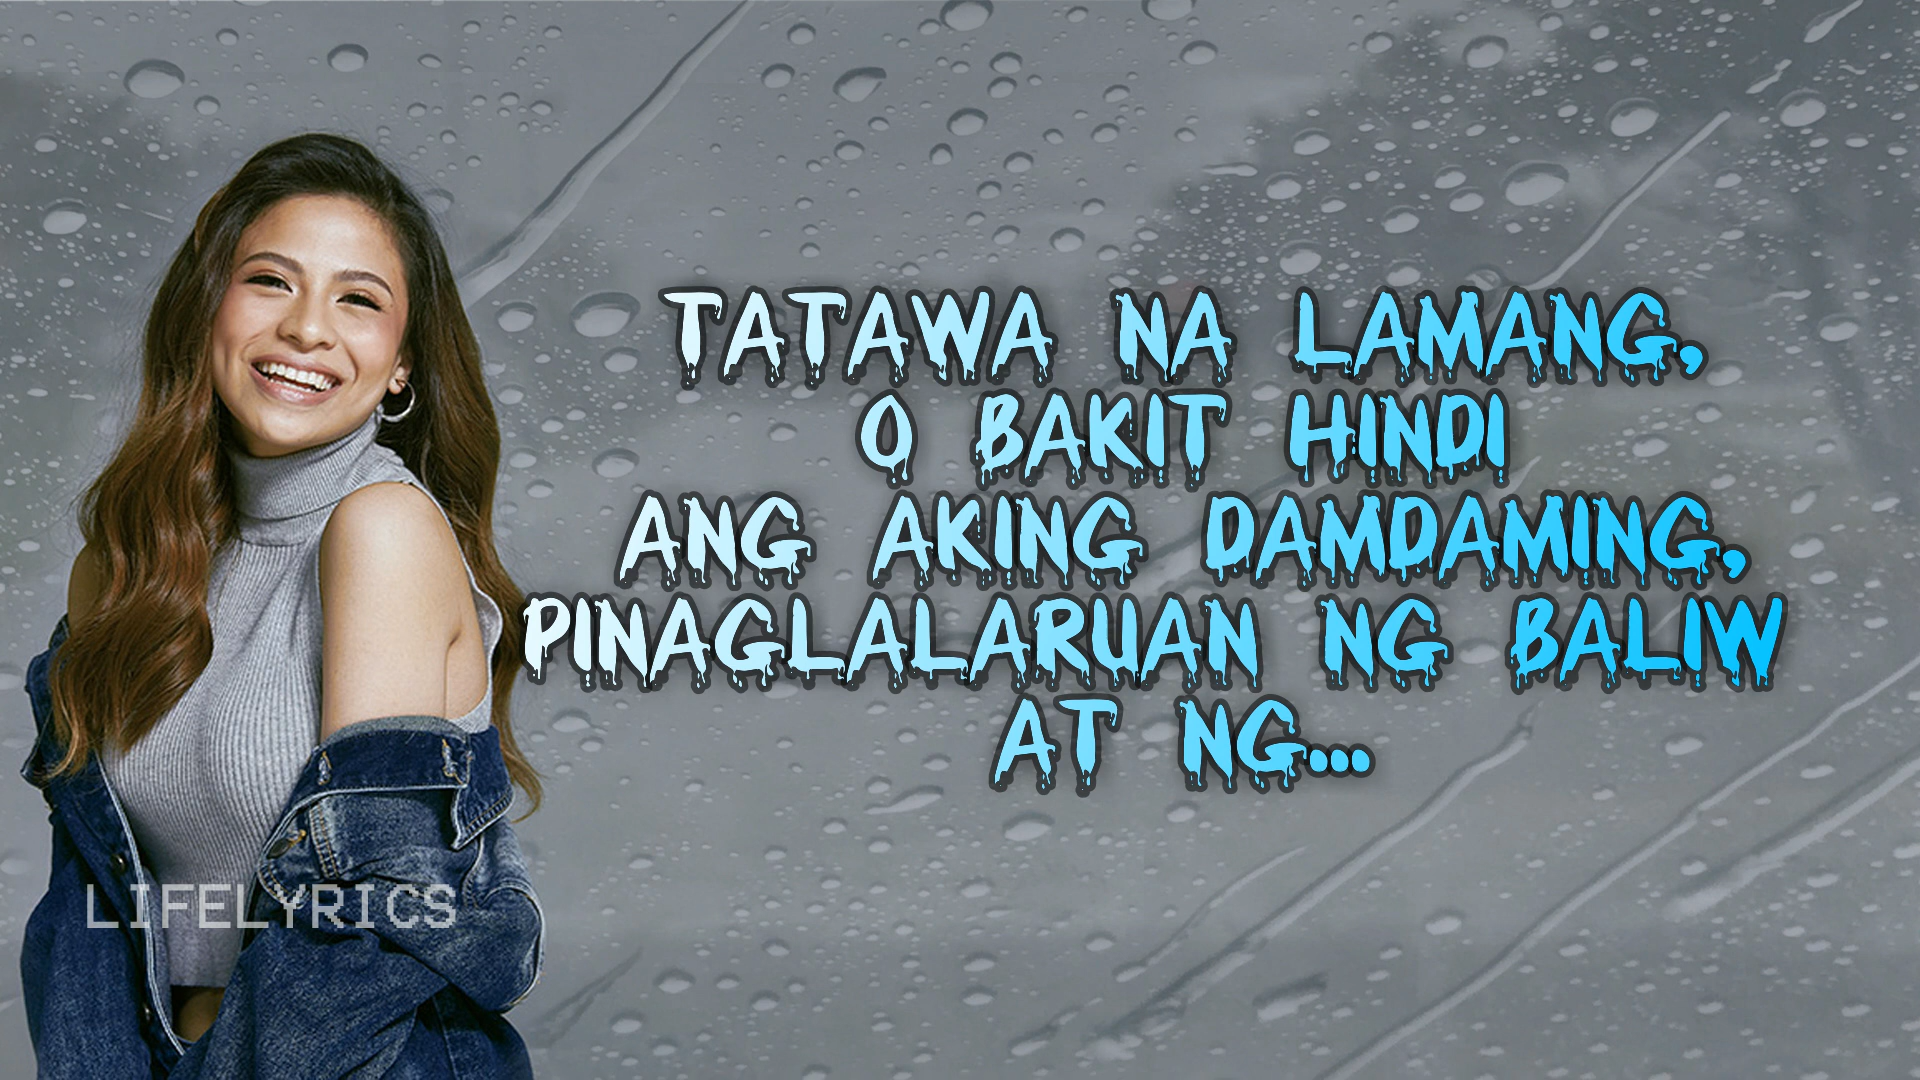 TATAWA NA LAMANG,
O BAKIT HINDI
ANG AKING DAMDAMING,
PINAGLALARUAN NG BALIW
AT NG...
LIFELYRICS